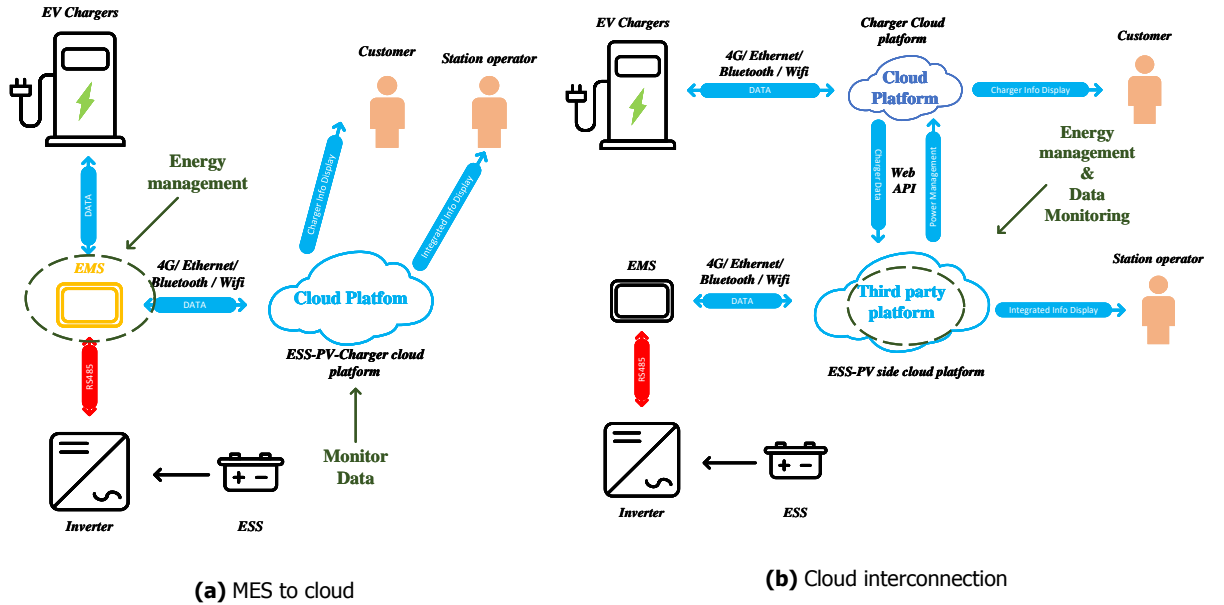 EV Chargers
Customer
Station operator
Energy
management
DATA
Charger Info Display
Integrated Info Display
EMS
4G/ Ethernet/
Bluetooth / Wifi
DATA
Cloud Platfom
ESS-PV-Charger cloud
platform
RS485
Monitor
Data
Inverter
ESS
(a) MES to cloud
EV Chargers
Charger Cloud
platform
Customer
4G/ Ethernet/
Bluetooth / Wifi
DATA
Cloud
Platform
Charger Info Display
Energy
management
&
Data
Monitoring
Charger Data
Web
API
Power Management
EMS
4G/ Ethernet/
Bluetooth / Wifi
DATA
Third party
platform
Station operator
Integrated Info Display
ESS-PV side cloud platform
RS485
Inverter
ESS
(b) Cloud interconnection